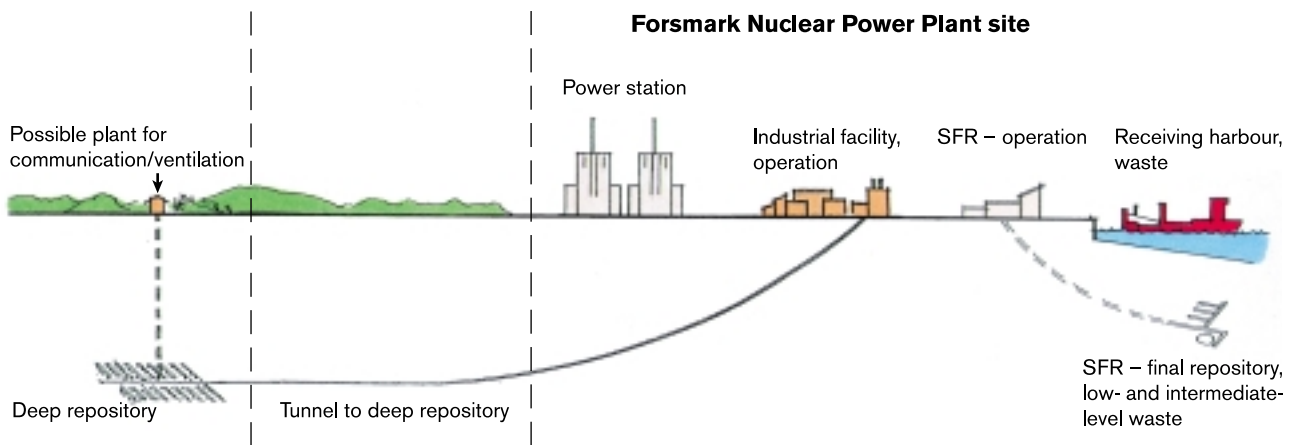 Forsmark Nuclear Power Plant site
Power station
Possible plant for
communication/ventilation
Industrial facility,
operation
SFR – operation
Receiving harbour,
waste
Deep repository
Tunnel to deep repository
SFR – final repository,
low- and intermediate-
level waste